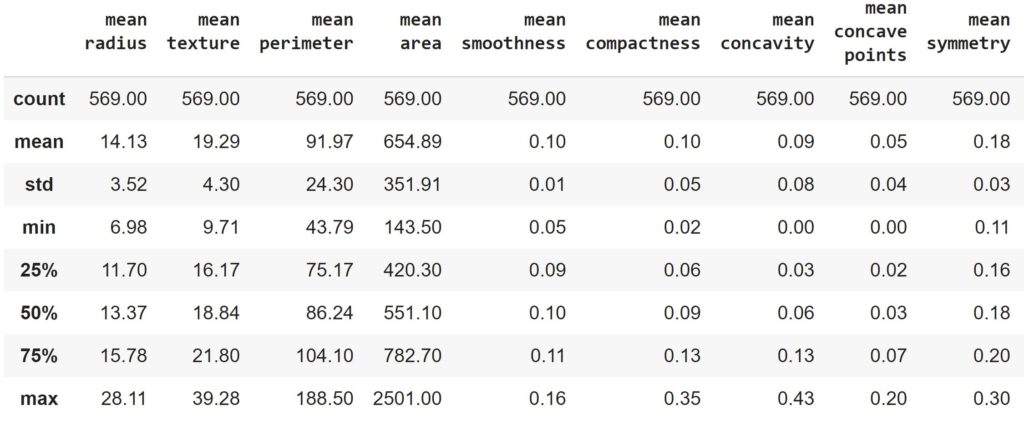 mean radius mean texture mean perimeter mean area mean smoothness mean compactness mean concavity mean concave points mean symmetry
count 569.00 569.00 569.00 569.00 569.00 569.00 569.00 569.00 569.00
mean 14.13 19.29 91.97 654.89 0.10 0.10 0.09 0.05 0.18
std 3.52 4.30 24.30 351.91 0.01 0.05 0.08 0.04 0.03
min 6.98 9.71 43.79 143.50 0.05 0.02 0.00 0.00 0.11
25% 11.70 16.17 75.17 420.30 0.09 0.06 0.03 0.02 0.16
50% 13.37 18.84 86.24 551.10 0.10 0.09 0.06 0.03 0.18
75% 15.78 21.80 104.10 782.70 0.11 0.13 0.13 0.07 0.20
max 28.11 39.28 188.50 2501.00 0.16 0.35 0.43 0.20 0.30